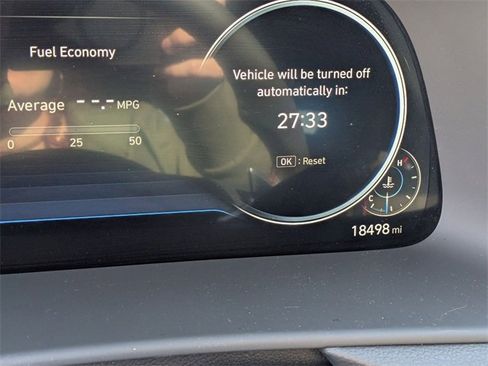 Fuel Economy
Average --.- MPG
0 25 50
Vehicle will be turned off
automatically in:
27:33
OK : Reset
H
C
18498 mi